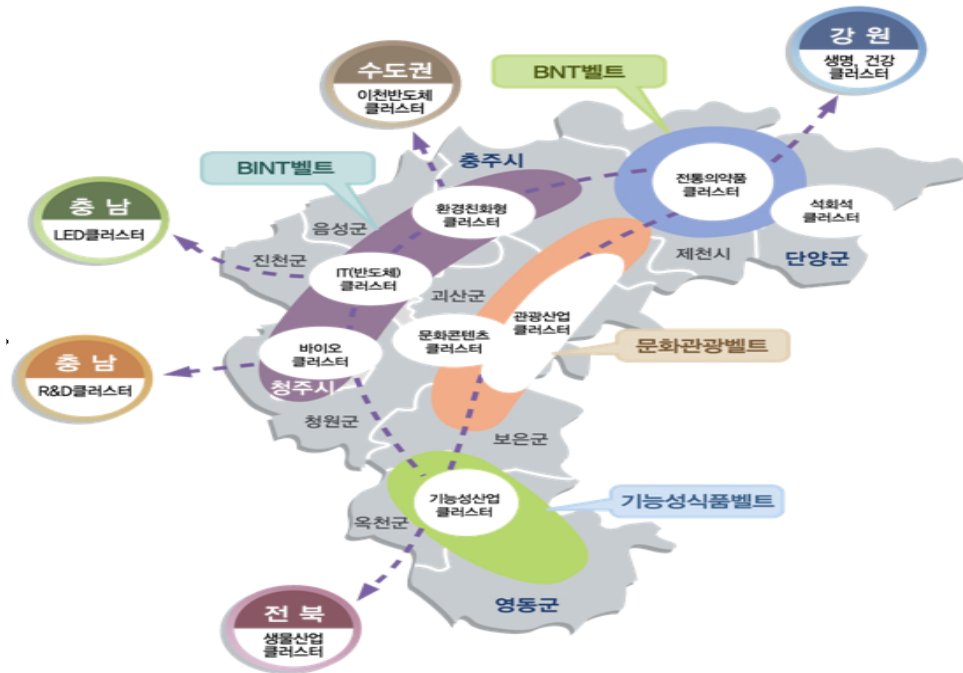 강 원
생명, 건강
클러스터
수도권
이천반도체
클러스터
BNT벨트
BINT벨트
충주시
전통의약품
클러스터
충 남
LED클러스터
환경친화형
클러스터
석회석
클러스터
음성군
진천군
제천시
단양군
IT(반도체)
클러스터
괴산군
관광산업
클러스터
문화콘텐츠
클러스터
문화관광벨트
바이오
클러스터
충 남
R&D클러스터
청주시
청원군
보은군
기능성산업
클러스터
기능성식품벨트
옥천군
영동군
전 북
생물산업
클러스터